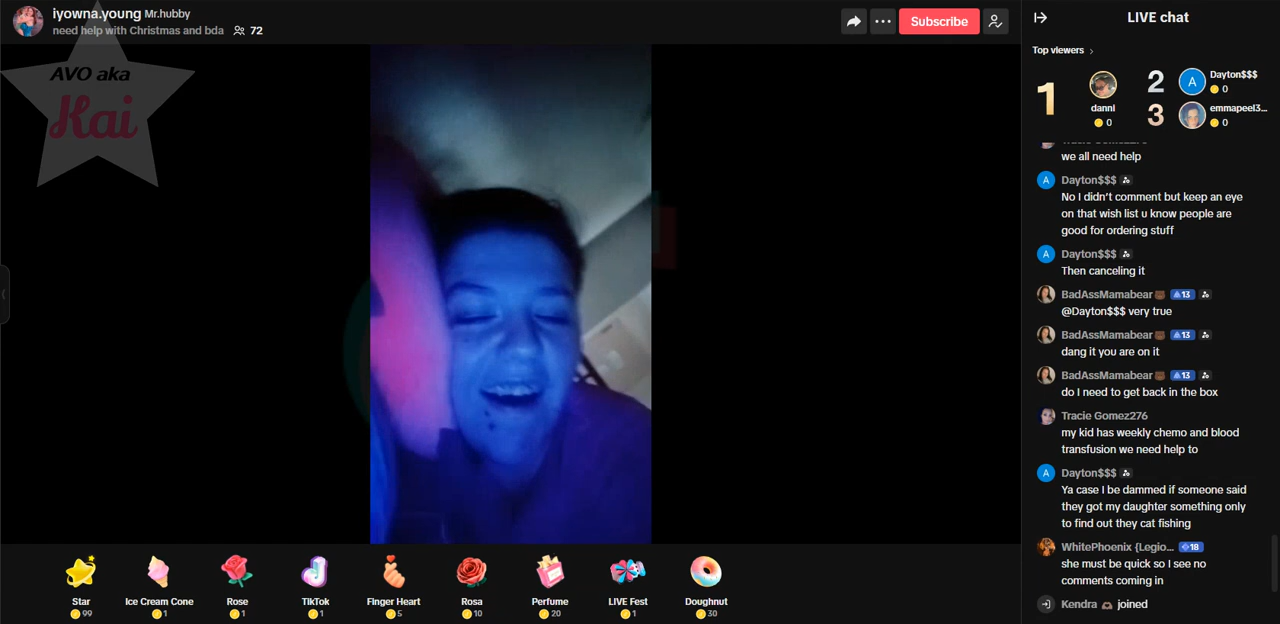 iyowna.young Mr.hubby
need help with Christmas and bda 72
Subscribe
AVO aka
Kai
LIVE chat
Top viewers
1
danni
0
2
A
Dayton$$$
0
3
emmapeel3...
0
we all need help
A Dayton$$$
No I didn't comment but keep an eye
on that wish list u know people are
good for ordering stuff
A Dayton$$$
Then canceling it
BadAssMamabear 13
@Dayton$$$ very true
BadAssMamabear 13
dang it you are on it
BadAssMamabear 13
do I need to get back in the box
Tracie Gomez276
my kid has weekly chemo and blood
transfusion we need help to
A Dayton$$$
Ya case I be dammed if someone said
they got my daughter something only
to find out they cat fishing
WhitePhoenix {Legio... 18
she must be quick so I see no
comments coming in
Kendra joined
Star
99
Ice Cream Cone
1
Rose
1
TikTok
1
Finger Heart
5
Rosa
10
Perfume
20
LIVE Fest
1
Doughnut
30